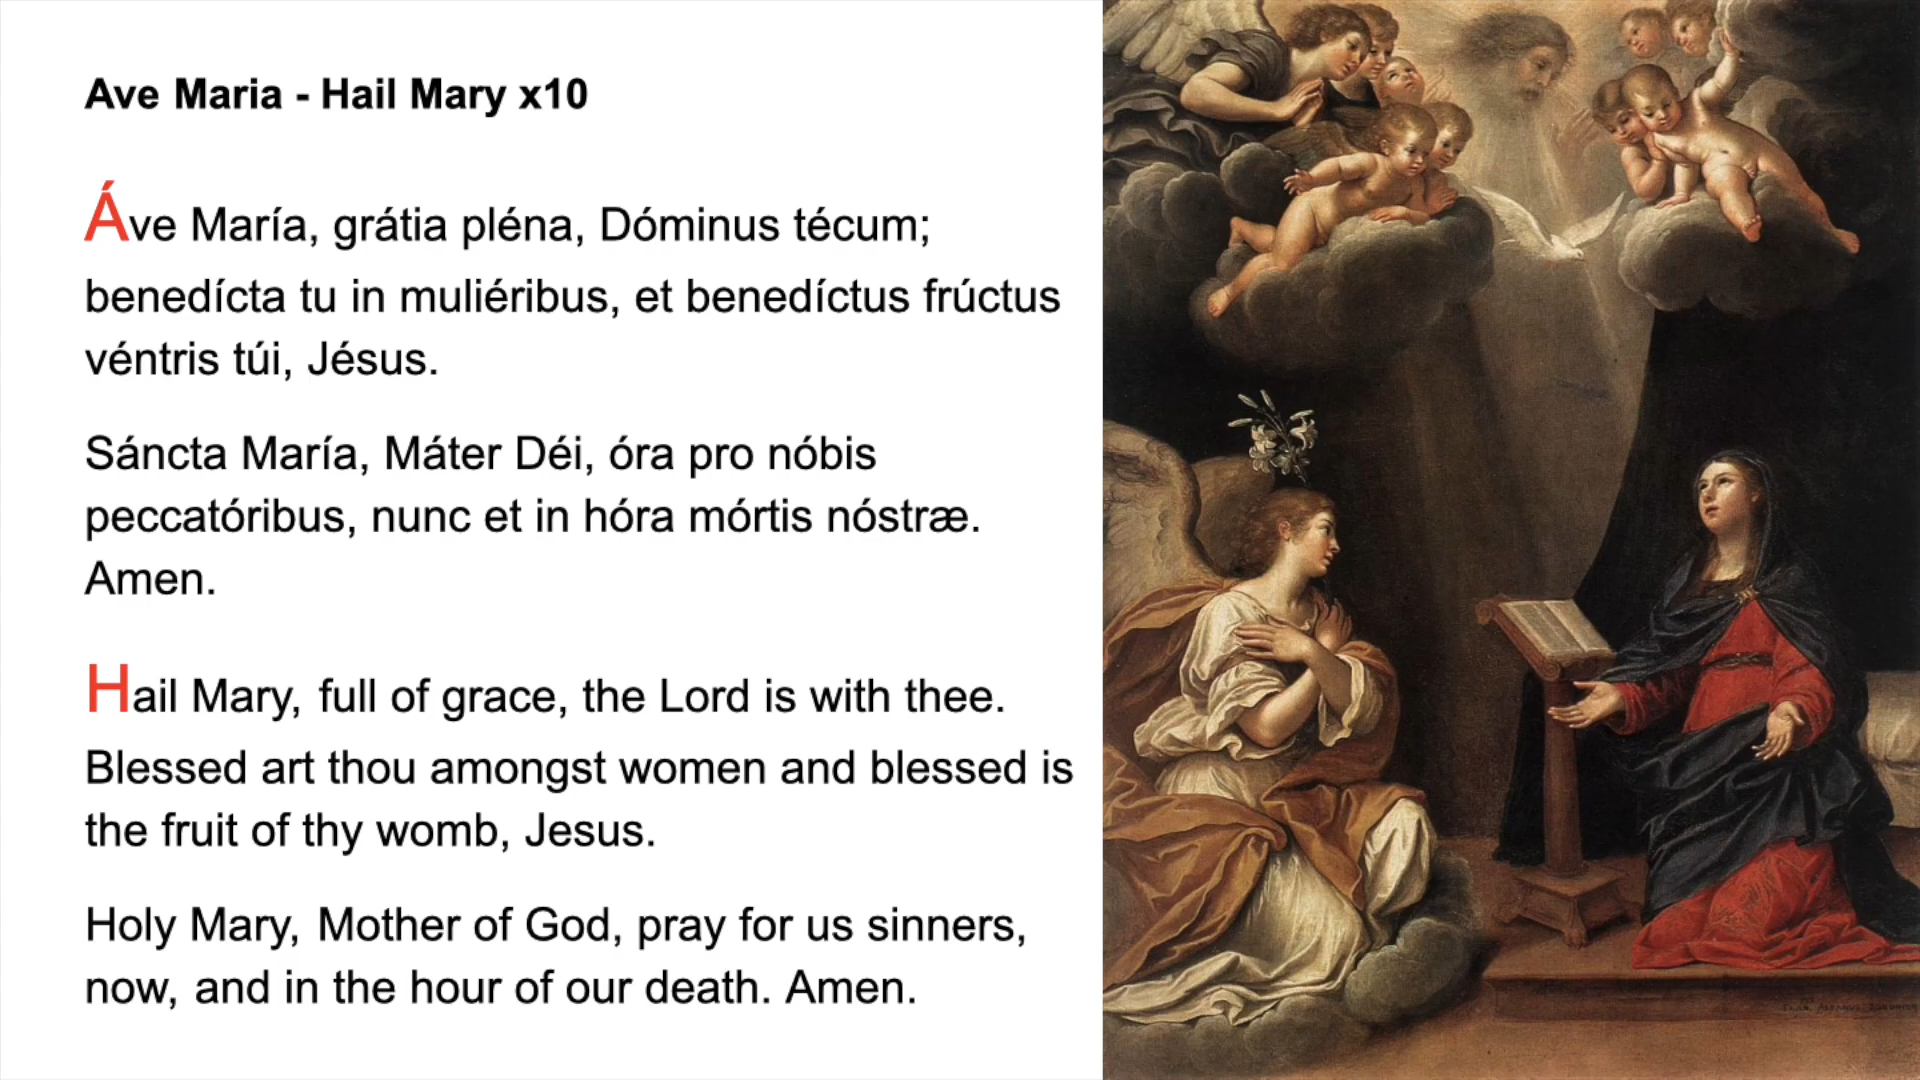 Ave Maria - Hail Mary x10
Áve María, grátia pléna, Dóminus técum;
benedícta tu in muliéribus, et benedíctus frúctus
véntris túi, Jésus.
Sáncta María, Máter Déi, óra pro nóbis
peccatóribus, nunc et in hóra mórtis nóstræ.
Amen.
Hail Mary, full of grace, the Lord is with thee.
Blessed art thou amongst women and blessed is
the fruit of thy womb, Jesus.
Holy Mary, Mother of God, pray for us sinners,
now, and in the hour of our death. Amen.